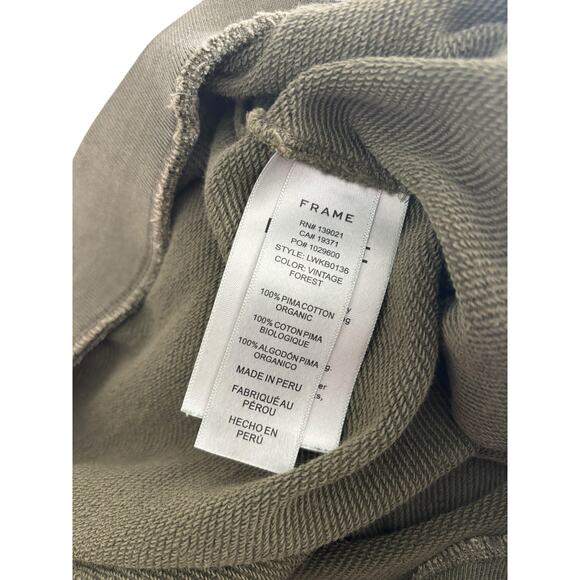 FRAME
RN# 139021
CA# 19371
PO# 1029600
STYLE: LWKB0136
COLOR: VINTAGE
FOREST
100% PIMA COTTON
ORGANIC
100% COTON PIMA
BIOLOGIQUE
100% ALGODÓN PIMA
ORGANICO
MADE IN PERU
FABRIQUÉ AU
PÉROU
HECHO EN
PERÚ